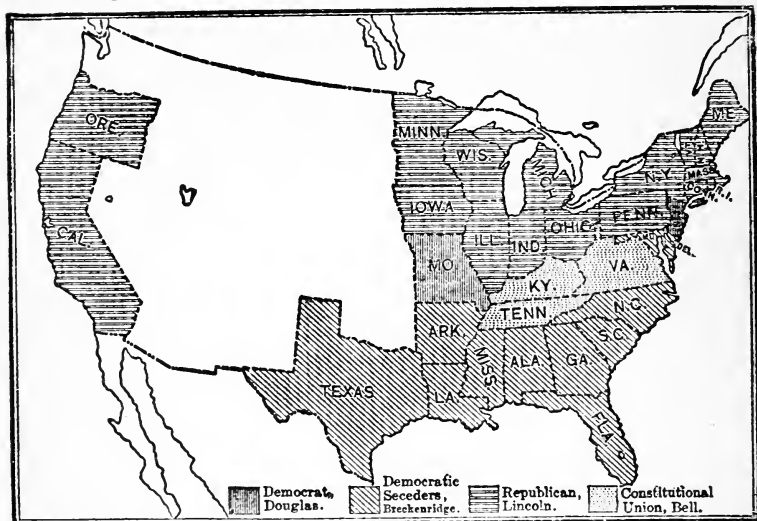 ORE.
CAL.
MINN.
WIS.
MICH
IOWA
ILL.
IND.
OHIO
PENN.
N.Y.
ME.
MASS
R.I.
DEL.
MO.
KY.
VA.
TENN.
N.C.
S.C.
ARK.
MISS
ALA.
GA.
LA.
TEXAS
FLA.
Democrat,
Douglas.
Democratic
Seceders,
Breckenridge.
Republican,
Lincoln.
Constitutional
Union, Bell.